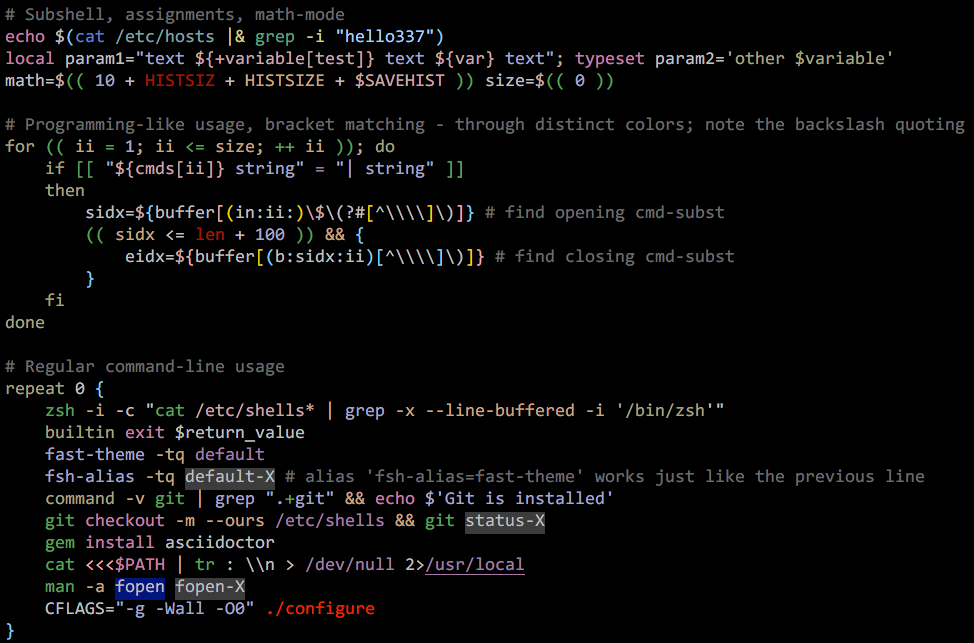 # Subshell, assignments, math-mode
echo $(cat /etc/hosts |& grep -i "hello337")
local param1="text ${+variable[test]} text ${var} text"; typeset param2='other $variable'
math=$(( 10 + HISTSIZ + HISTSIZE + $SAVEHIST )) size=$(( 0 ))

# Programming-like usage, bracket matching - through distinct colors; note the backslash quoting
for (( ii = 1; ii <= size; ++ ii )); do
    if [[ "${cmds[ii]} string" = "| string" ]]
    then
        sidx=${buffer[(in:ii:)\$\(?#[^\\\\]\)]} # find opening cmd-subst
        (( sidx <= len + 100 )) && {
            eidx=${buffer[(b:sidx:ii)[^\\\\]\)]} # find closing cmd-subst
        }
    fi
done

# Regular command-line usage
repeat 0 {
    zsh -i -c "cat /etc/shells* | grep -x --line-buffered -i '/bin/zsh'"
    builtin exit $return_value
    fast-theme -tq default
    fsh-alias -tq default-X # alias 'fsh-alias=fast-theme' works just like the previous line
    command -v git | grep ".+git" && echo $'Git is installed'
    git checkout -m --ours /etc/shells && git status-X
    gem install asciidoctor
    cat <<<$PATH | tr : \\n > /dev/null 2>/usr/local
    man -a fopen fopen-X
    CFLAGS="-g -Wall -O0" ./configure
}